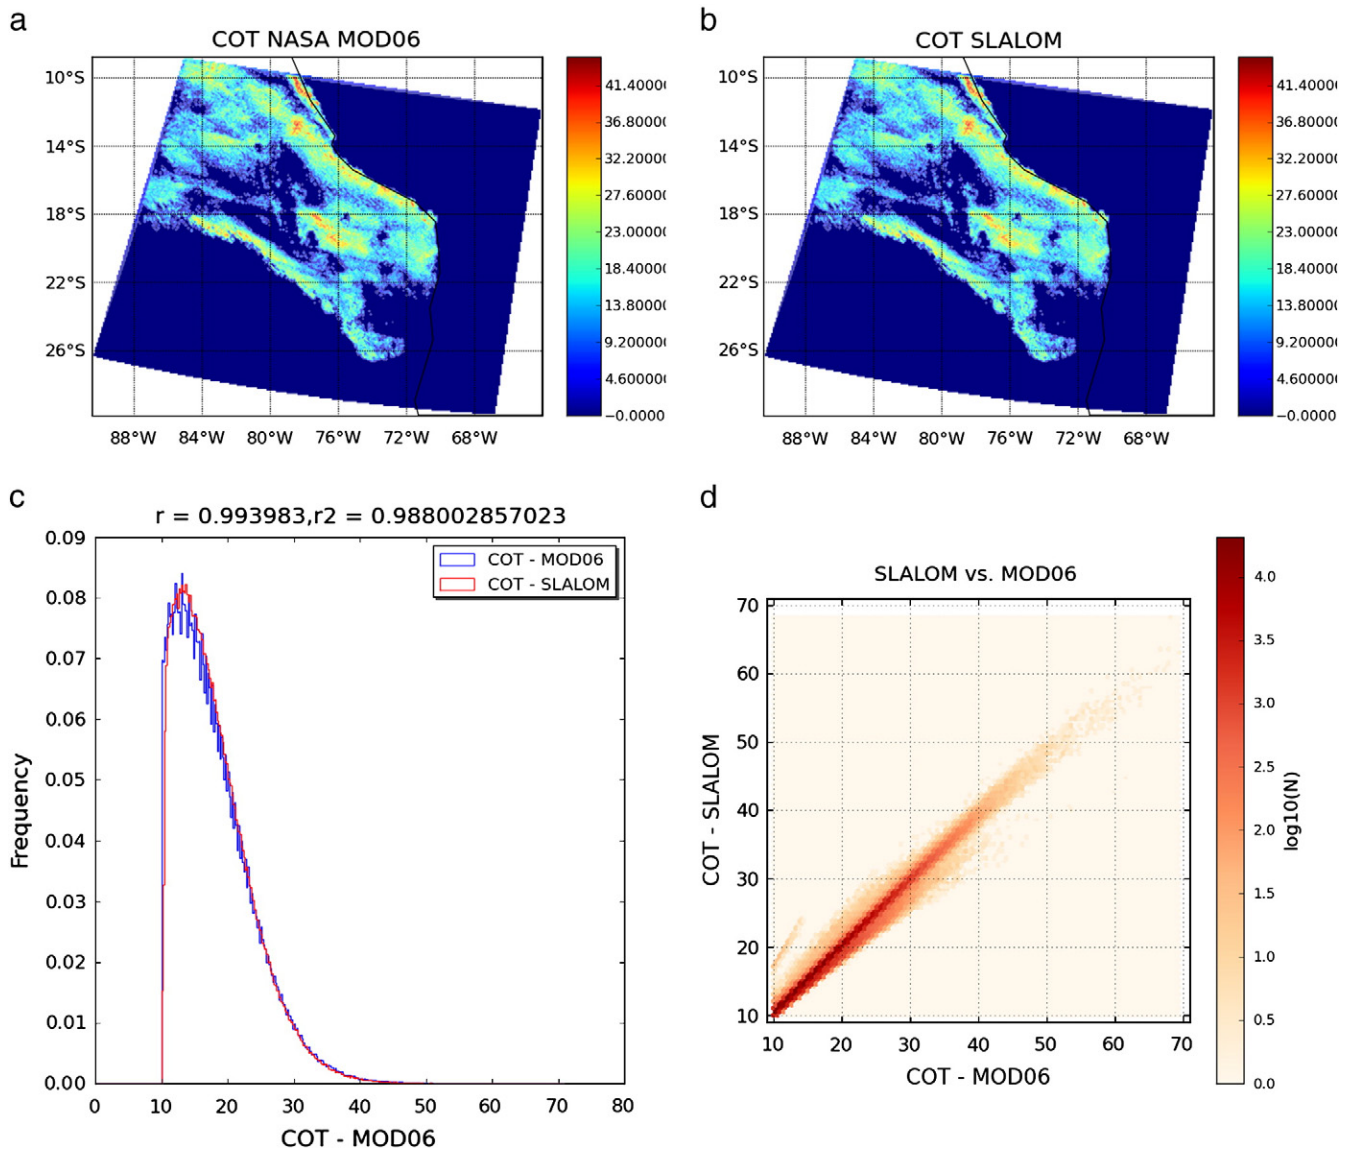 a
COT NASA MOD06
10°S
14°S
18°S
22°S
26°S
88°W 84°W 80°W 76°W 72°W 68°W
41.40000
36.80000
32.20000
27.60000
23.00000
18.40000
13.80000
9.200000
4.600000
−0.0000
b
COT SLALOM
10°S
14°S
18°S
22°S
26°S
88°W 84°W 80°W 76°W 72°W 68°W
41.40000
36.80000
32.20000
27.60000
23.00000
18.40000
13.80000
9.200000
4.600000
−0.0000
c
r = 0.993983,r2 = 0.988002857023
COT - MOD06
COT - SLALOM
0.09
0.08
0.07
0.06
0.05
0.04
0.03
0.02
0.01
0.00
Frequency
0 10 20 30 40 50 60 70 80
COT - MOD06
d
SLALOM vs. MOD06
70
60
50
40
30
20
10
COT - SLALOM
10 20 30 40 50 60 70
COT - MOD06
4.0
3.5
3.0
2.5
2.0
1.5
1.0
0.5
0.0
log10(N)